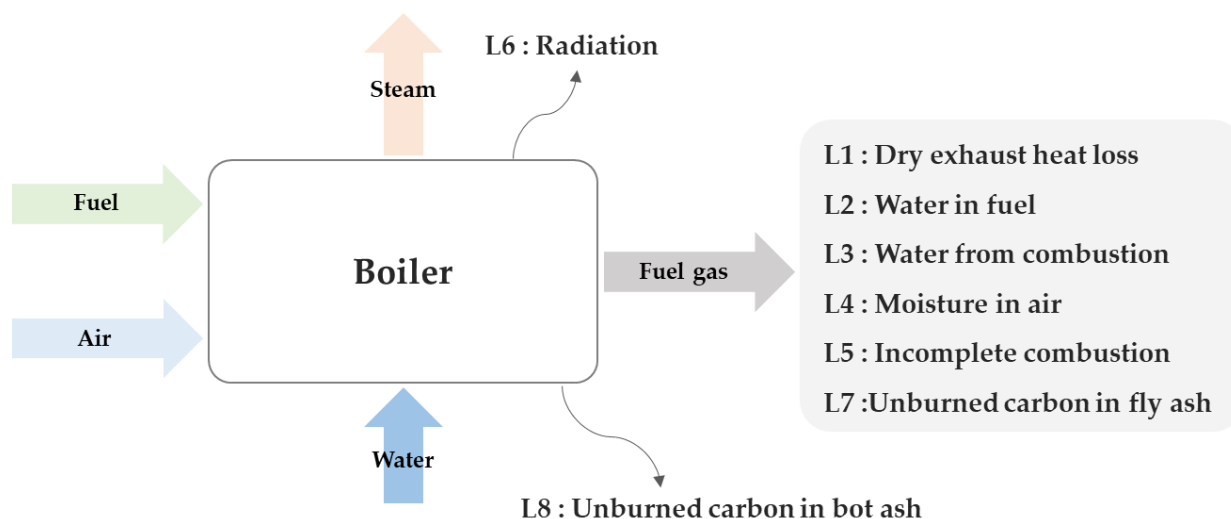 L6 : Radiation
Steam
Fuel
Air
Boiler
Fuel gas
Water
L1 : Dry exhaust heat loss
L2 : Water in fuel
L3 : Water from combustion
L4 : Moisture in air
L5 : Incomplete combustion
L7 :Unburned carbon in fly ash
L8 : Unburned carbon in bot ash